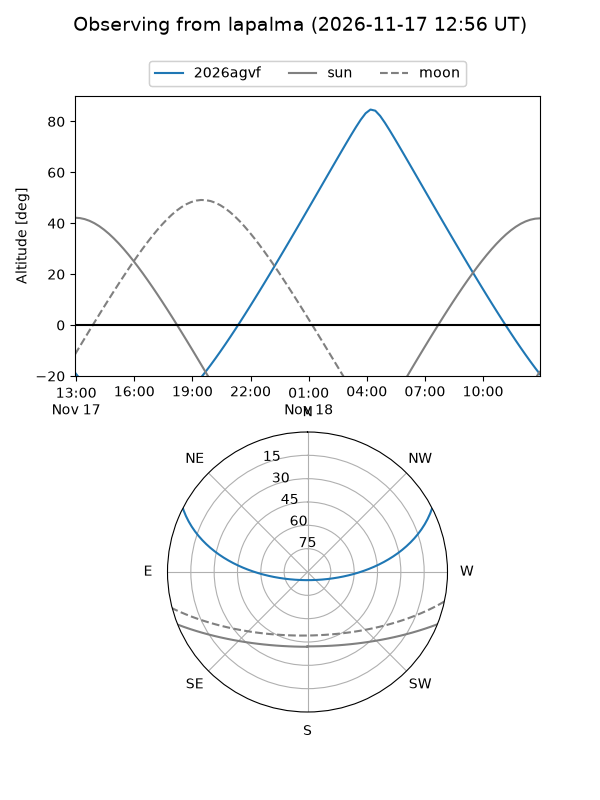 Observing from lapalma (2026-11-17 12:56 UT)
2026agvf sun moon
Altitude [deg]
80
60
40
20
0
−20
13:00 16:00 19:00 22:00 01:00 04:00 07:00 10:00
Nov 17 Nov 18
N
NE NW
15
30
45
60
75
E W
SE SW
S